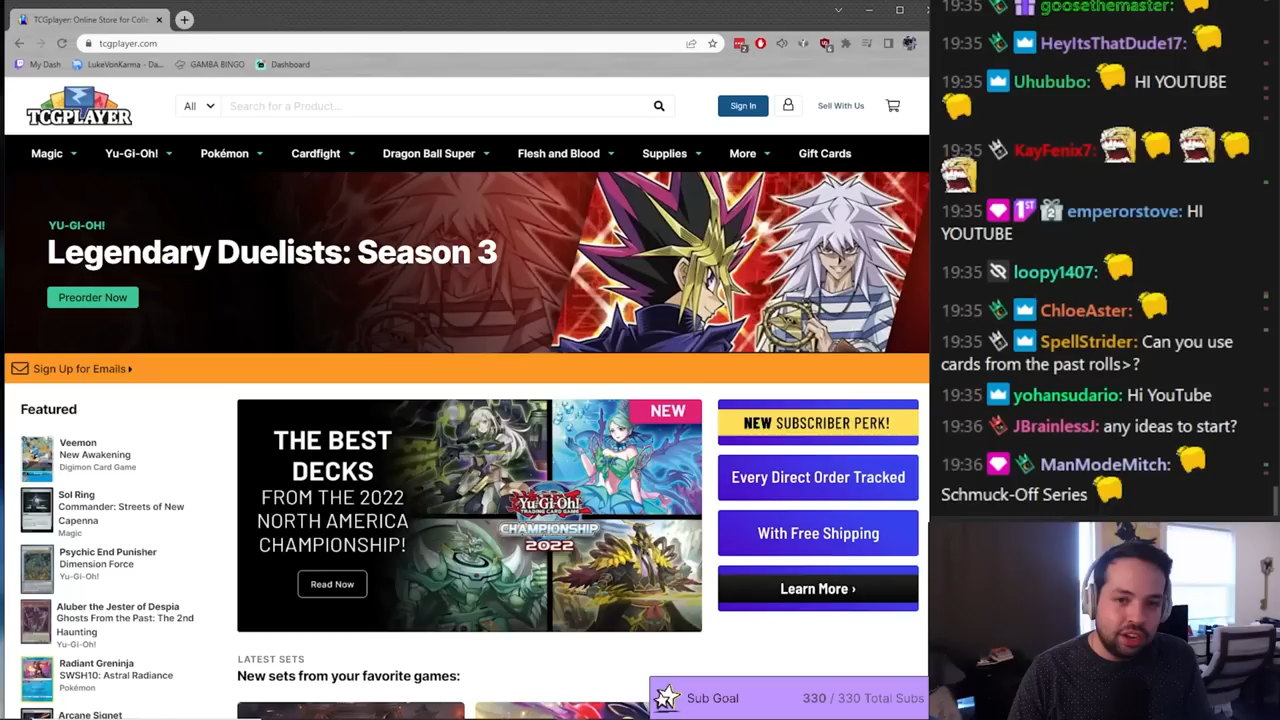 TCGplayer: Online Store for Colle
tcgplayer.com
My Dash
LukeVonKarma - Da...
GAMBA BINGO
Dashboard
TCGPLAYER
All
Search for a Product...
Sign In
Sell With Us
Magic
Yu-Gi-Oh!
Pokémon
Cardfight
Dragon Ball Super
Flesh and Blood
Supplies
More
Gift Cards
YU-GI-OH!
Legendary Duelists: Season 3
Preorder Now
Sign Up for Emails
Featured
Veemon
New Awakening
Digimon Card Game
Sol Ring
Commander: Streets of New
Capenna
Magic
Psychic End Punisher
Dimension Force
Yu-Gi-Oh!
Aluber the Jester of Despia
Ghosts From the Past: The 2nd
Haunting
Yu-Gi-Oh!
Radiant Greninja
SWSH10: Astral Radiance
Pokémon
Arcane Signet
NEW
THE BEST
DECKS
FROM THE 2022
NORTH AMERICA
CHAMPIONSHIP!
Read Now
Yu-Gi-Oh!
TRADING CARD GAME
CHAMPIONSHIP
2022
NEW SUBSCRIBER PERK!
Every Direct Order Tracked
With Free Shipping
Learn More ›
LATEST SETS
New sets from your favorite games:
Sub Goal
330 / 330 Total Subs
19:35 goosethemaster:
19:35 HeyItsThatDude17:
19:35 Uhububo: HI YOUTUBE
19:35 KayFenix7:
19:35 1ST 2 emperorstove: HI
YOUTUBE
19:35 loopy1407:
19:35 ChloeAster:
19:35 SpellStrider: Can you use
cards from the past rolls>?
19:35 yohansudario: Hi YouTube
19:36 JBrainlessJ: any ideas to start?
19:36 ManModeMitch:
Schmuck-Off Series